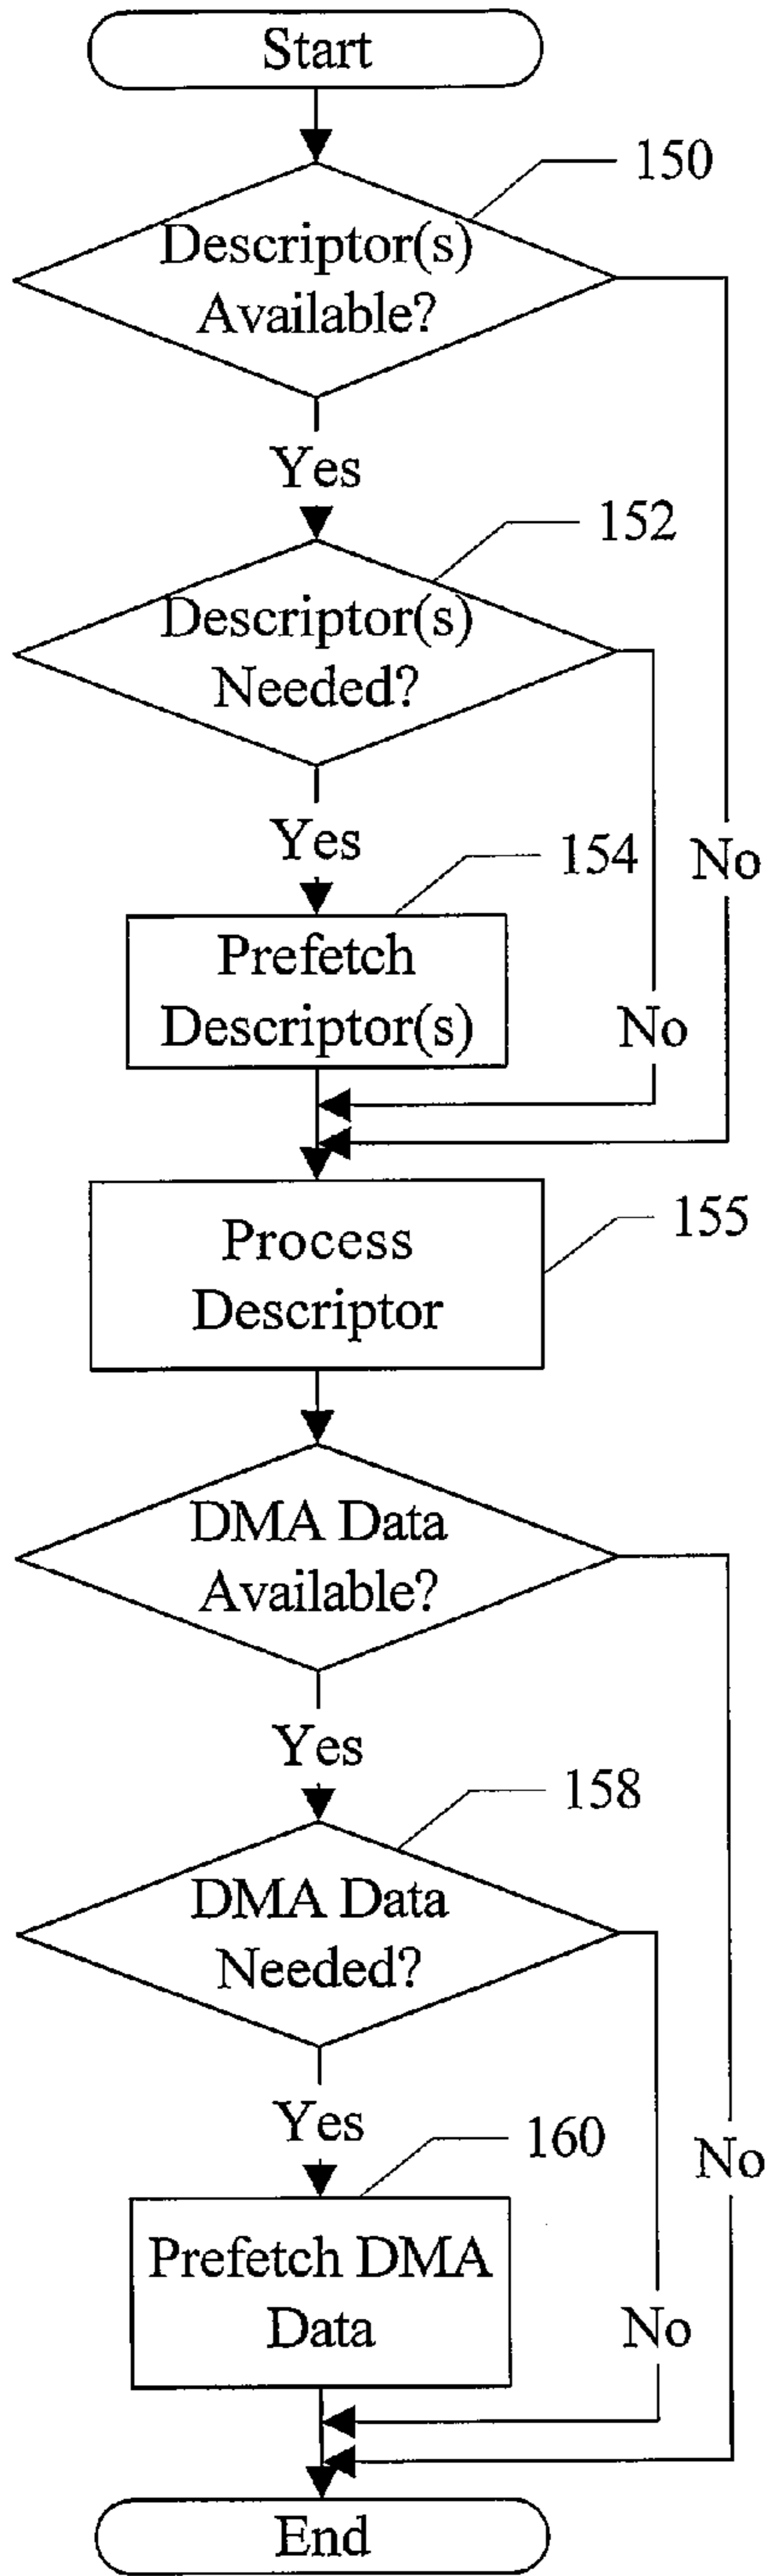 Start
150
Descriptor(s)
Available?
Yes
152
Descriptor(s)
Needed?
Yes
154
No
Prefetch
Descriptor(s)
No
155
Process
Descriptor
DMA Data
Available?
Yes
158
DMA Data
Needed?
Yes
160
No
Prefetch DMA
Data
No
End